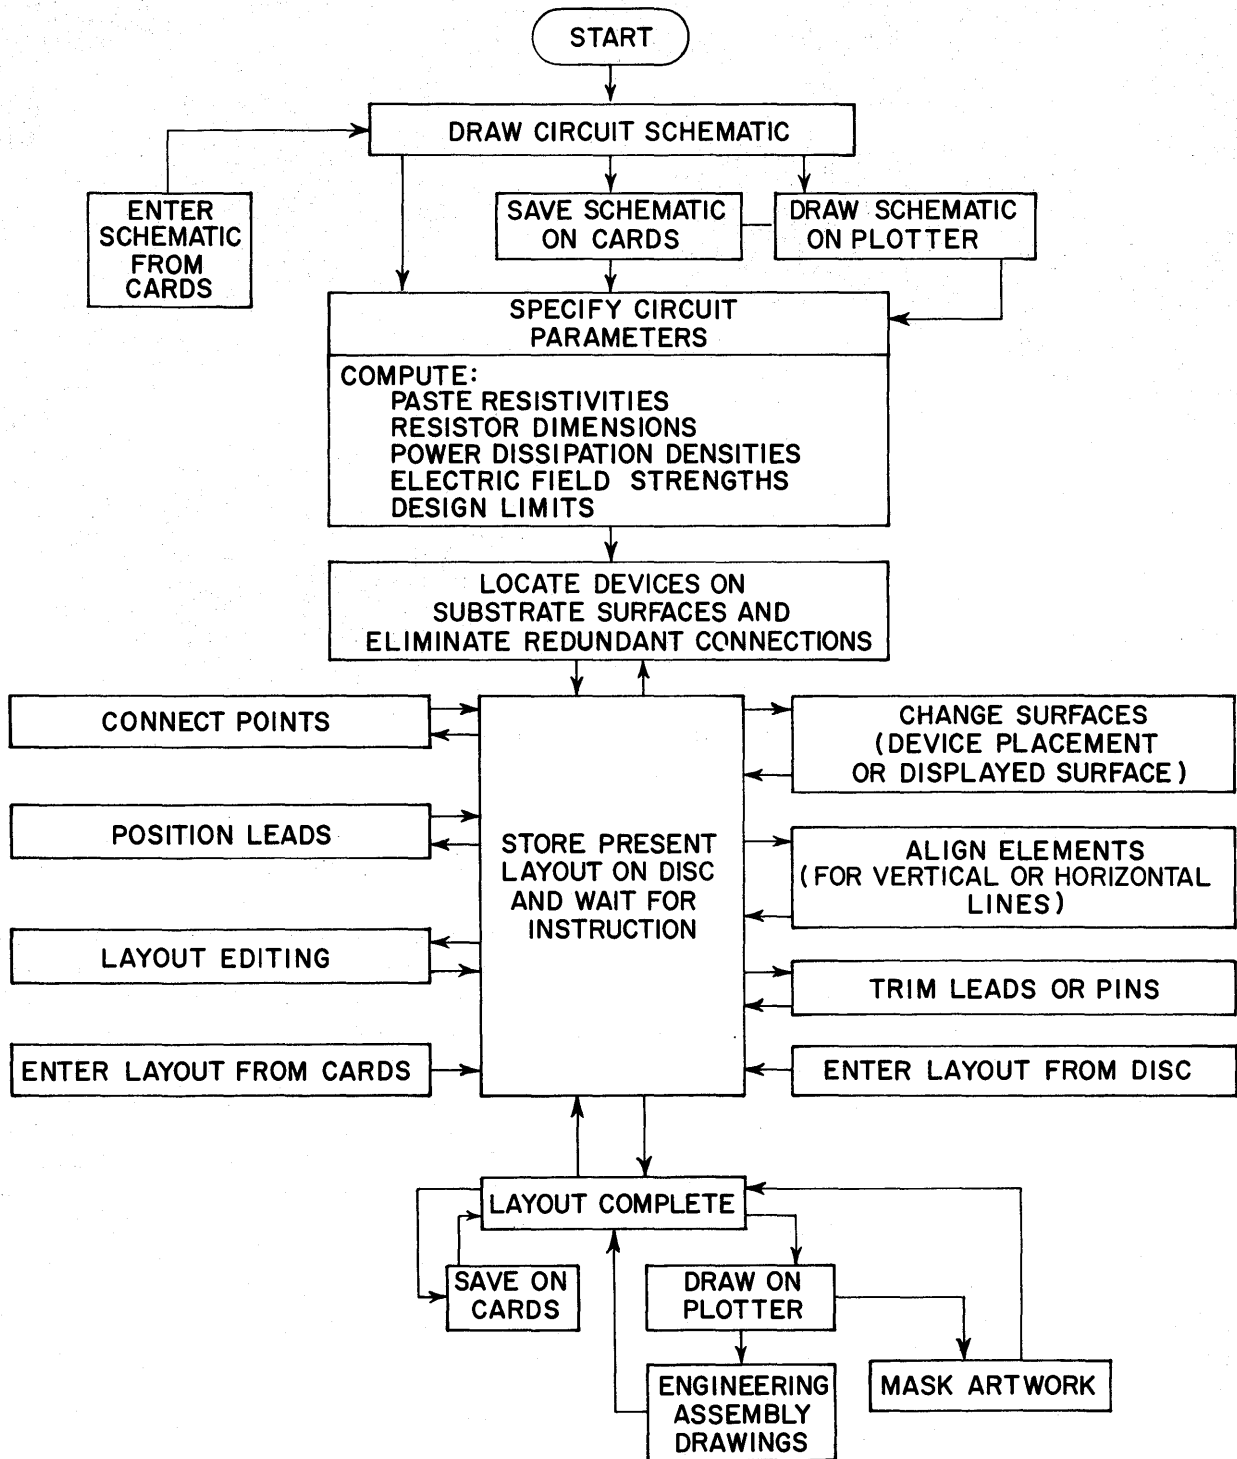 START
DRAW CIRCUIT SCHEMATIC
ENTER
SCHEMATIC
FROM
CARDS
SAVE SCHEMATIC
ON CARDS
DRAW SCHEMATIC
ON PLOTTER
SPECIFY CIRCUIT
PARAMETERS
COMPUTE:
PASTE RESISTIVITIES
RESISTOR DIMENSIONS
POWER DISSIPATION DENSITIES
ELECTRIC FIELD STRENGTHS
DESIGN LIMITS
LOCATE DEVICES ON
SUBSTRATE SURFACES AND
ELIMINATE REDUNDANT CONNECTIONS
CONNECT POINTS
POSITION LEADS
LAYOUT EDITING
ENTER LAYOUT FROM CARDS
STORE PRESENT
LAYOUT ON DISC
AND WAIT FOR
INSTRUCTION
CHANGE SURFACES
(DEVICE PLACEMENT
OR DISPLAYED SURFACE)
ALIGN ELEMENTS
(FOR VERTICAL OR HORIZONTAL
LINES)
TRIM LEADS OR PINS
ENTER LAYOUT FROM DISC
LAYOUT COMPLETE
SAVE ON
CARDS
DRAW ON
PLOTTER
ENGINEERING
ASSEMBLY
DRAWINGS
MASK ARTWORK